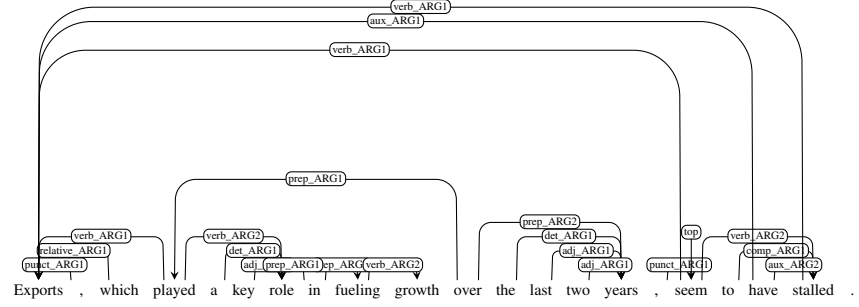 verb_ARG1
aux_ARG1
verb_ARG1
prep_ARG1
prep_ARG2
top
verb_ARG1 verb_ARG2 det_ARG1 verb_ARG2
relative_ARG1 det_ARG1 adj_ARG1 comp_ARG1
punct_ARG1 prep_ARG1 verb_ARG2 adj_ARG1 punct_ARG1 aux_ARG2
Exports , which played a key role in fueling growth over the last two years , seem to have stalled .